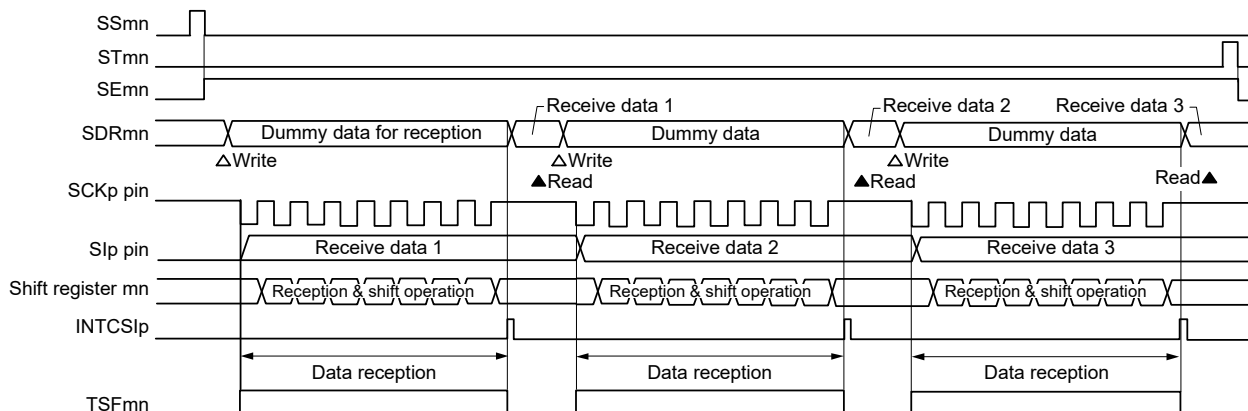 SSmn
STmn
SEmn
Receive data 1
Receive data 2
Receive data 3
SDRmn
Dummy data for reception
Dummy data
Dummy data
△Write
△Write
△Write
▲Read
▲Read
Read▲
SCKp pin
SIp pin
Receive data 1
Receive data 2
Receive data 3
Shift register mn
Reception & shift operation
Reception & shift operation
Reception & shift operation
INTCSIp
Data reception
Data reception
Data reception
TSFmn